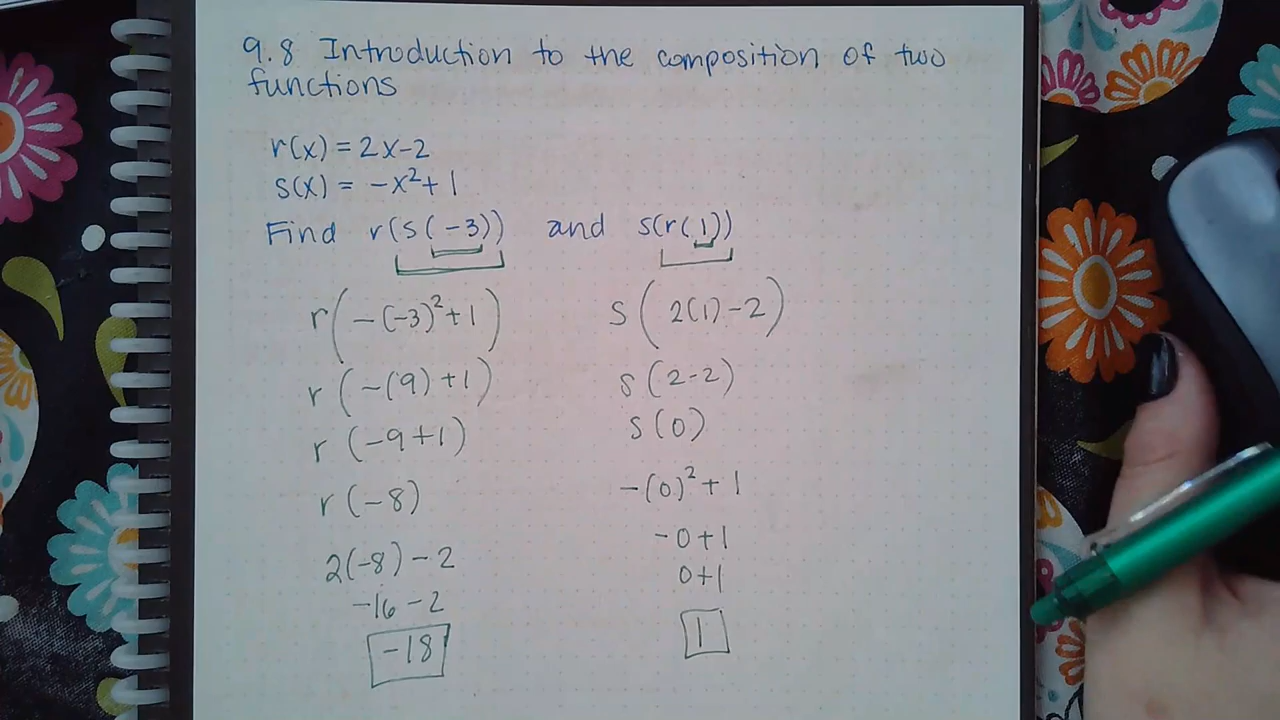 9.8 Introduction to the composition of two
functions
r(x) = 2x-2
s(x) = -x²+1
Find r(s(-3)) and s(r(1))
r(-(-3)²+1) s(2(1)-2)
r(-(9)+1) s(2-2)
r(-9+1) s(0)
r(-8) -(0)²+1
2(-8)-2 -0+1
-16-2 0+1
-18 1